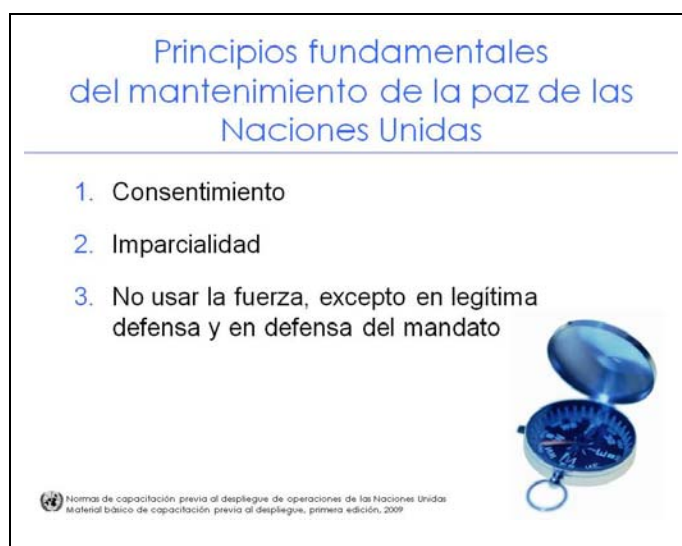 Principios fundamentales
del mantenimiento de la paz de las
Naciones Unidas
1. Consentimiento
2. Imparcialidad
3. No usar la fuerza, excepto en legítima
defensa y en defensa del mandato
Normas de capacitación previa al despliegue de operaciones de las Naciones Unidas
Material básico de capacitación previa al despliegue, primera edición, 2009